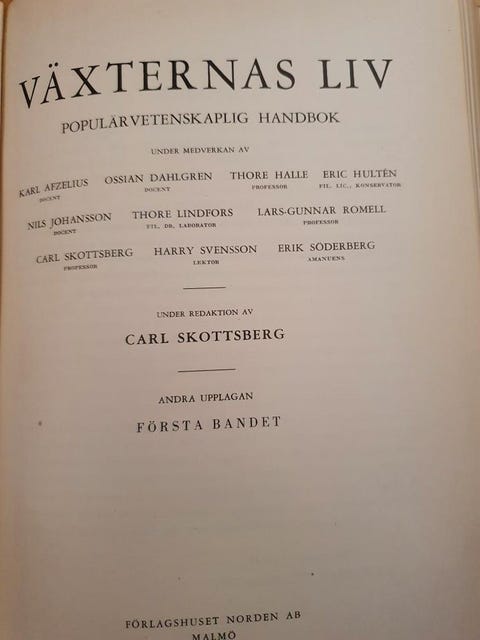 VÄXTERNAS LIV
POPULÄRVETENSKAPLIG HANDBOK
UNDER MEDVERKAN AV
KARL AFZELIUS OSSIAN DAHLGREN THORE HALLE ERIC HULTÉN
DOCENT DOCENT PROFESSOR FIL. LIC., KONSERVATOR
NILS JOHANSSON THORE LINDFORS LARS-GUNNAR ROMELL
DOCENT FIL. DR, LABORATOR PROFESSOR
CARL SKOTTSBERG HARRY SVENSSON ERIK SÖDERBERG
PROFESSOR LEKTOR AMANUENS
UNDER REDAKTION AV
CARL SKOTTSBERG
ANDRA UPPLAGAN
FÖRSTA BANDET
FÖRLAGSHUSET NORDEN AB
MALMÖ